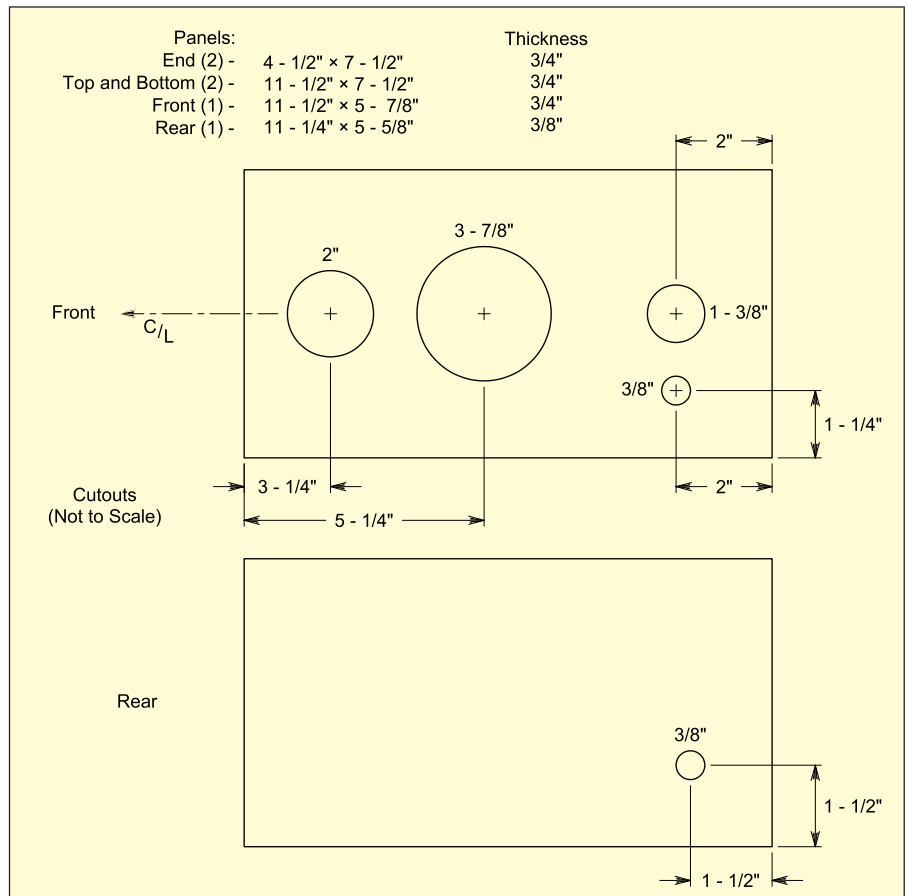 Panels: Thickness
End (2) - 4 - 1/2" × 7 - 1/2" 3/4"
Top and Bottom (2) - 11 - 1/2" × 7 - 1/2" 3/4"
Front (1) - 11 - 1/2" × 5 - 7/8" 3/4"
Rear (1) - 11 - 1/4" × 5 - 5/8" 3/8"
2"
3 - 7/8"
2"
Front
C/L
1 - 3/8"
3/8"
1 - 1/4"
3 - 1/4"
2"
Cutouts
(Not to Scale)
5 - 1/4"
Rear
3/8"
1 - 1/2"
1 - 1/2"